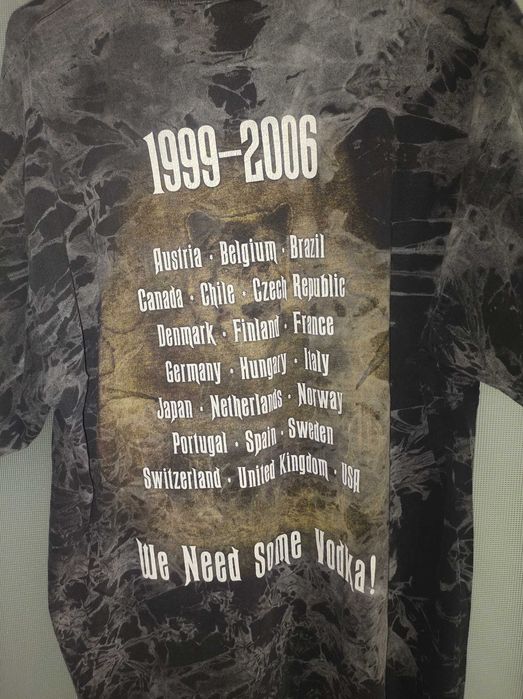 1999-2006
Austria · Belgium · Brazil
Canada · Chile · Czech Republic
Denmark · Finland · France
Germany · Hungary · Italy
Japan · Netherlands · Norway
Portugal · Spain · Sweden
Switzerland · United Kingdom · USA
We Need Some Vodka!